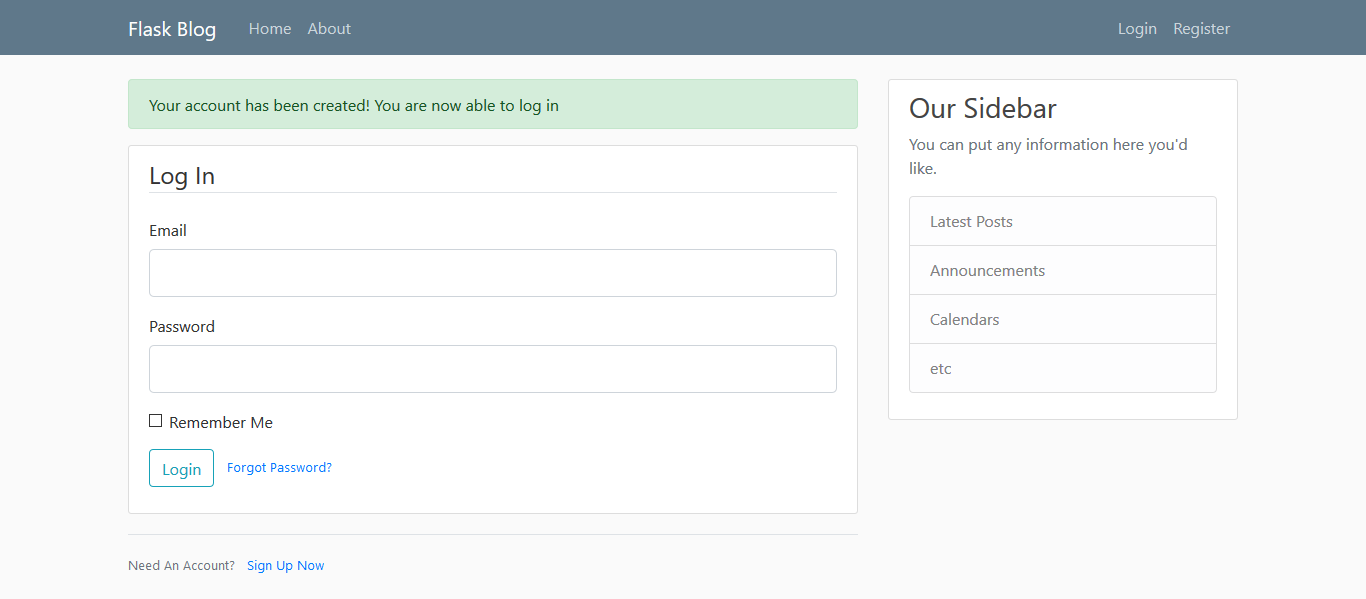 Flask Blog Home About Login Register
Your account has been created! You are now able to log in
Log In
Email
Password
Remember Me
Login Forgot Password?
Need An Account? Sign Up Now
Our Sidebar
You can put any information here you'd
like.
Latest Posts
Announcements
Calendars
etc